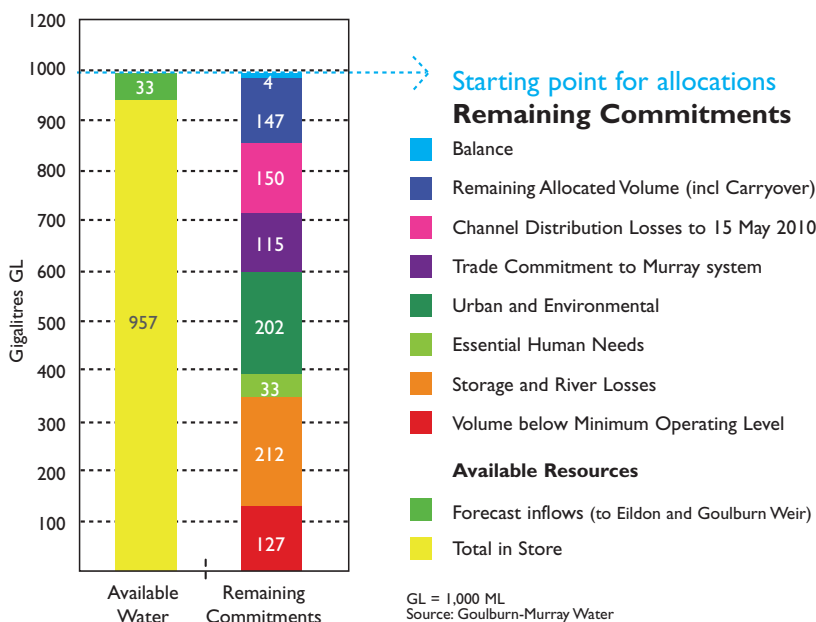 1200
1000
900
800
700
600
500
400
300
200
100
Gigalitres GL
33
957
4
147
150
115
202
33
212
127
Available
Water
Remaining
Commitments
Starting point for allocations
Remaining Commitments
Balance
Remaining Allocated Volume (incl Carryover)
Channel Distribution Losses to 15 May 2010
Trade Commitment to Murray system
Urban and Environmental
Essential Human Needs
Storage and River Losses
Volume below Minimum Operating Level
Available Resources
Forecast inflows (to Eildon and Goulburn Weir)
Total in Store
GL = 1,000 ML
Source: Goulburn-Murray Water